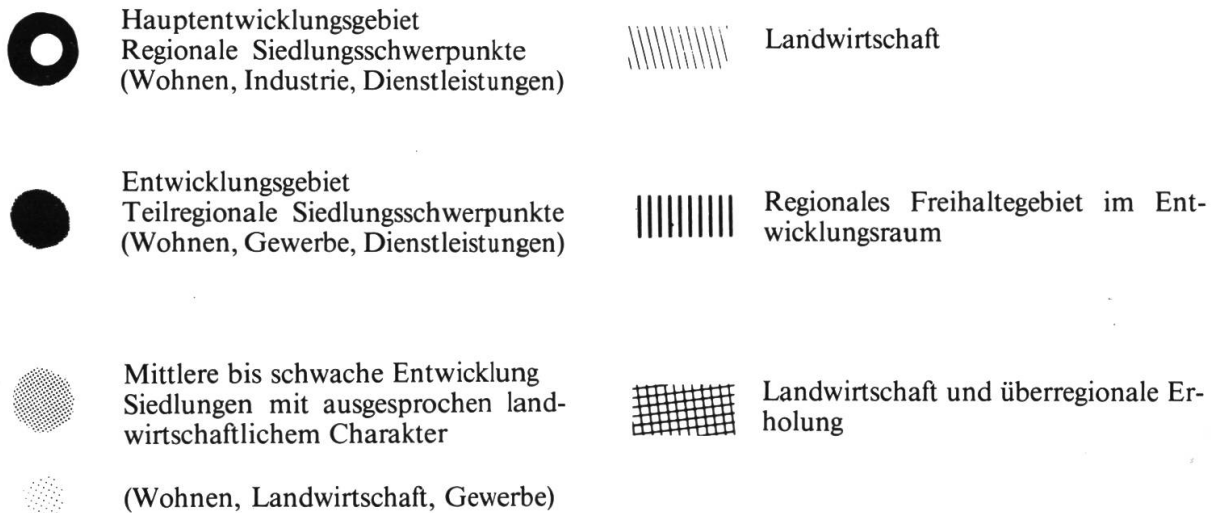 Hauptentwicklungsgebiet
Regionale Siedlungsschwerpunkte
(Wohnen, Industrie, Dienstleistungen)
Entwicklungsgebiet
Teilregionale Siedlungsschwerpunkte
(Wohnen, Gewerbe, Dienstleistungen)
Mittlere bis schwache Entwicklung
Siedlungen mit ausgesprochen land-
wirtschaftlichem Charakter
(Wohnen, Landwirtschaft, Gewerbe)
Landwirtschaft
Regionales Freihaltegebiet im Ent-
wicklungsraum
Landwirtschaft und überregionale Er-
holung